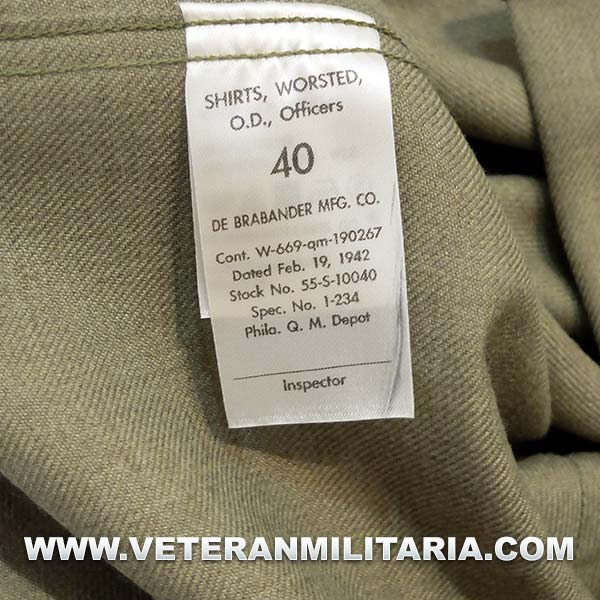 SHIRTS, WORSTED,
O.D., Officers
40
DE BRABANDER MFG. CO.
Cont. W-669-qm-190267
Dated Feb. 19, 1942
Stock No. 55-S-10040
Spec. No. 1-234
Phila. Q. M. Depot
Inspector
WWW.VETERANMILITARIA.COM